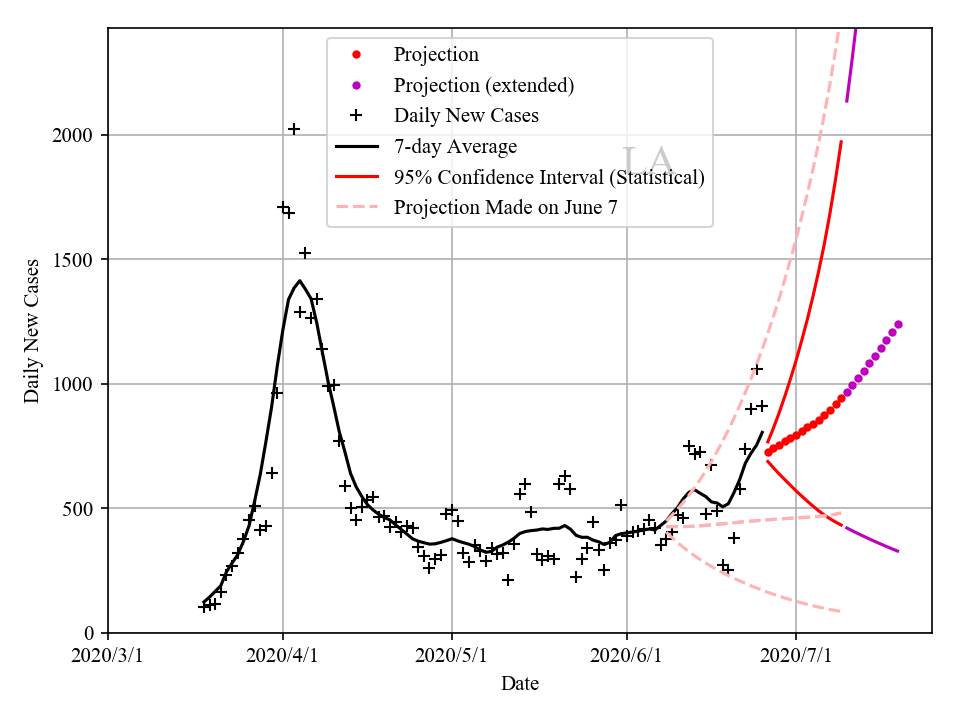 Projection
Projection (extended)
Daily New Cases
7-day Average
95% Confidence Interval (Statistical)
Projection Made on June 7
LA
Daily New Cases
2000
1500
1000
500
0
2020/3/1 2020/4/1 2020/5/1 2020/6/1 2020/7/1
Date